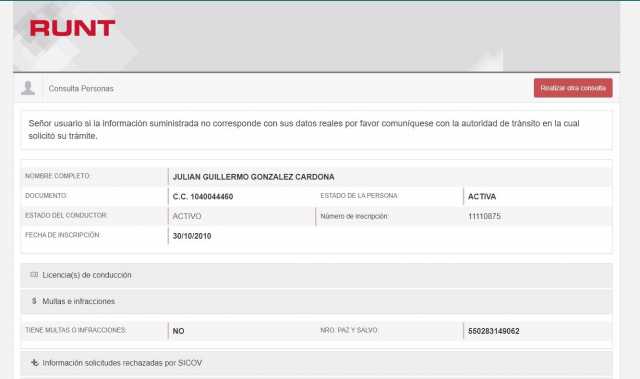 RUNT
Consulta Personas
Realizar otra consulta
Señor usuario si la información suministrada no corresponde con sus datos reales por favor comuníquese con la autoridad de tránsito en la cual
solicitó su trámite.
NOMBRE COMPLETO: JULIAN GUILLERMO GONZALEZ CARDONA
DOCUMENTO: C.C. 1040044460 ESTADO DE LA PERSONA: ACTIVA
ESTADO DEL CONDUCTOR: ACTIVO Número de inscripción: 11110875
FECHA DE INSCRIPCIÓN: 30/10/2010
Licencia(s) de conducción
$ Multas e infracciones
TIENE MULTAS O INFRACCIONES: NO NRO. PAZ Y SALVO: 550283149062
Información solicitudes rechazadas por SICOV